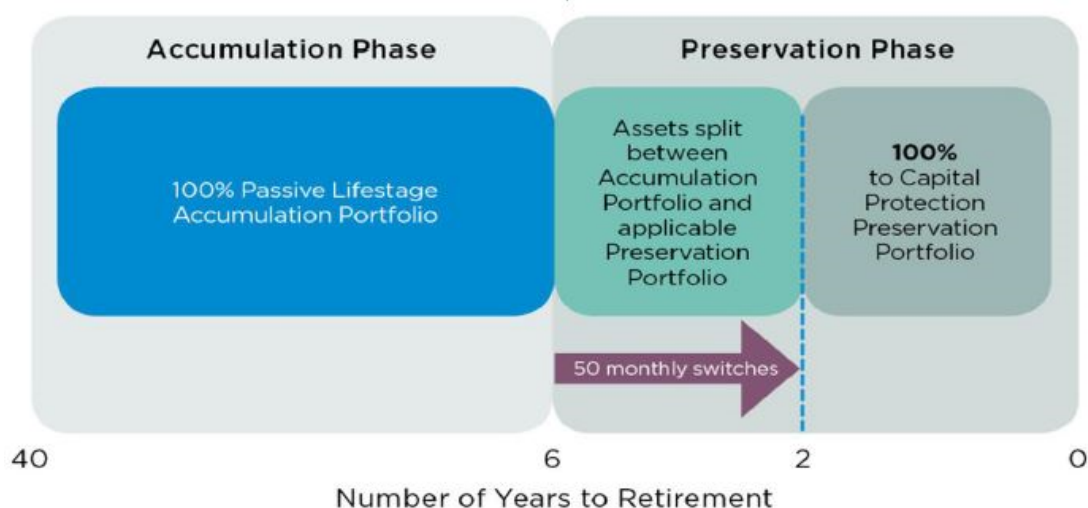 Accumulation Phase
Preservation Phase
100% Passive Lifestage
Accumulation Portfolio
Assets split
between
Accumulation
Portfolio and
applicable
Preservation
Portfolio
100%
to Capital
Protection
Preservation
Portfolio
50 monthly switches
40
6
2
0
Number of Years to Retirement